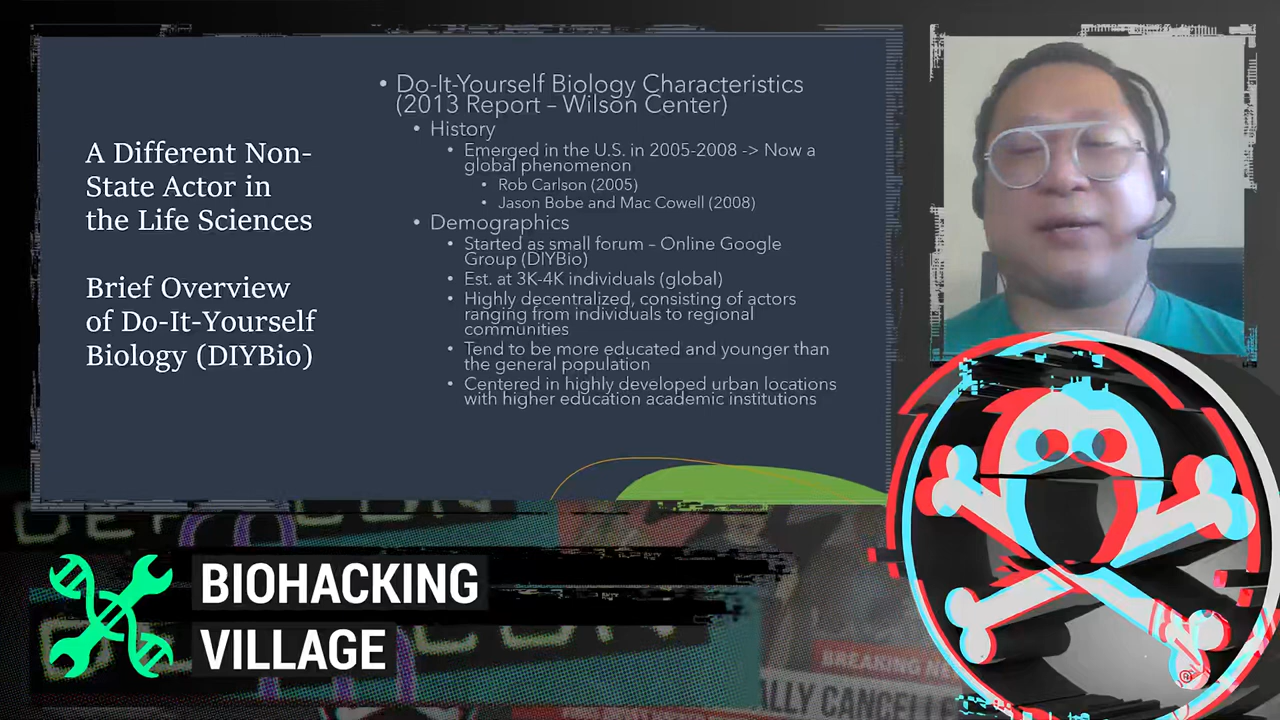 A Different Non-
State Actor in
the Life Sciences
Brief Overview
of Do-It-Yourself
Biology (DIYBio)
• Do-It-Yourself Biology Characteristics
(2013 Report – Wilson Center)
• History
• Emerged in the U.S. in 2005-2008 -> Now a
global phenomenon
• Rob Carlson (2005)
• Jason Bobe and Mac Cowell (2008)
• Demographics
• Started as small forum – Online Google
Group (DIYBio)
• Est. at 3K-4K individuals (global)
• Highly decentralized, consisting of actors
ranging from individuals to regional
communities
Tend to be more educated and younger than
the general population
• Centered in highly developed urban locations
with higher education academic institutions
BIOHACKING
VILLAGE
DEF CON
BREAKING NE
ALLY CANCELLE
®